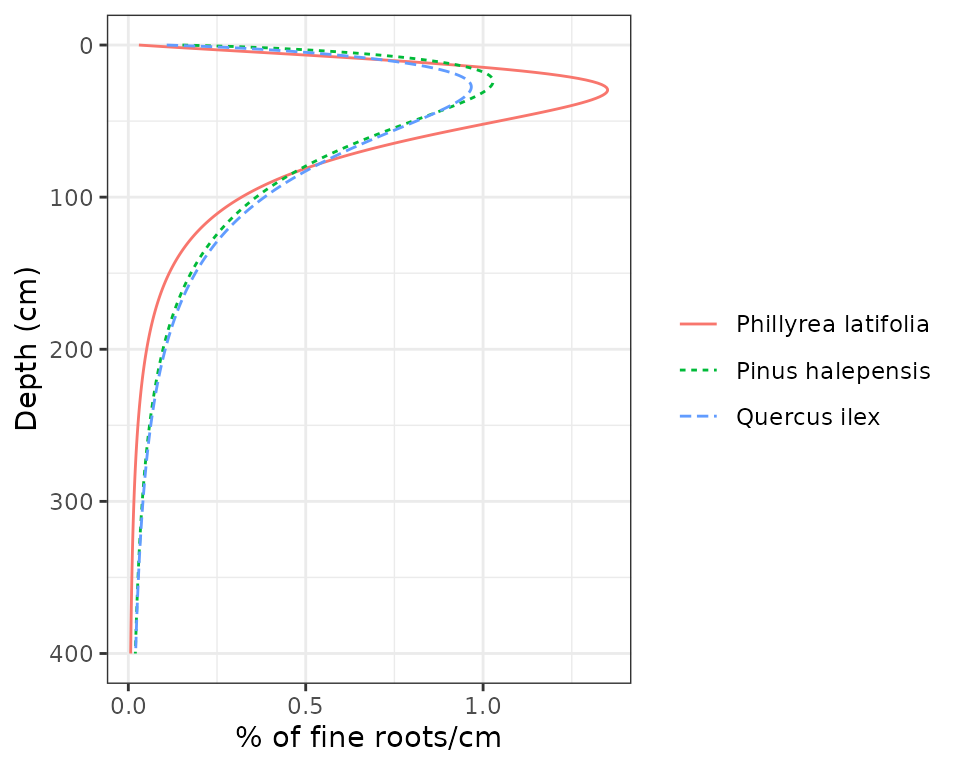 0
100
200
300
400
Depth (cm)
0.0
0.5
1.0
% of fine roots/cm
Phillyrea latifolia
Pinus halepensis
Quercus ilex